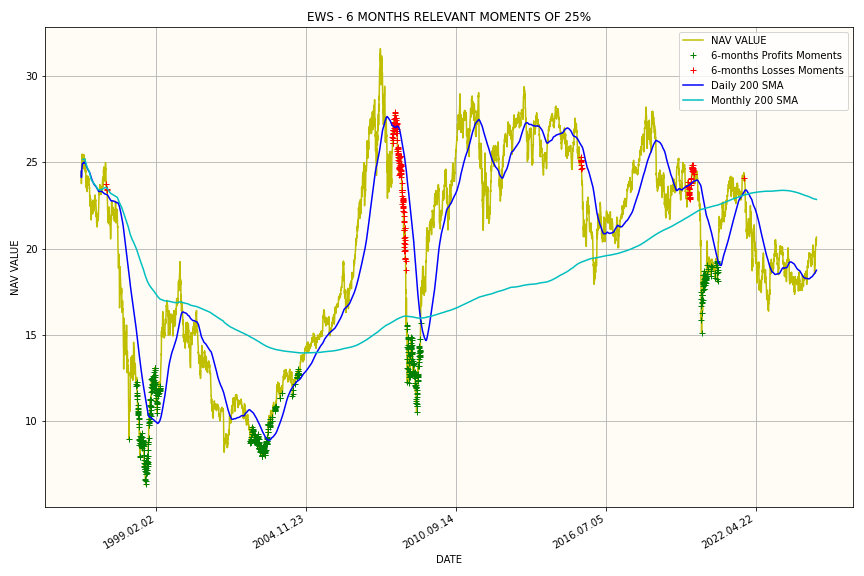 EWS - 6 MONTHS RELEVANT MOMENTS OF 25%
NAV VALUE
6-months Profits Moments
6-months Losses Moments
Daily 200 SMA
Monthly 200 SMA
30
25
20
15
10
NAV VALUE
1999.02.02
2004.11.23
2010.09.14
2016.07.05
2022.04.22
DATE